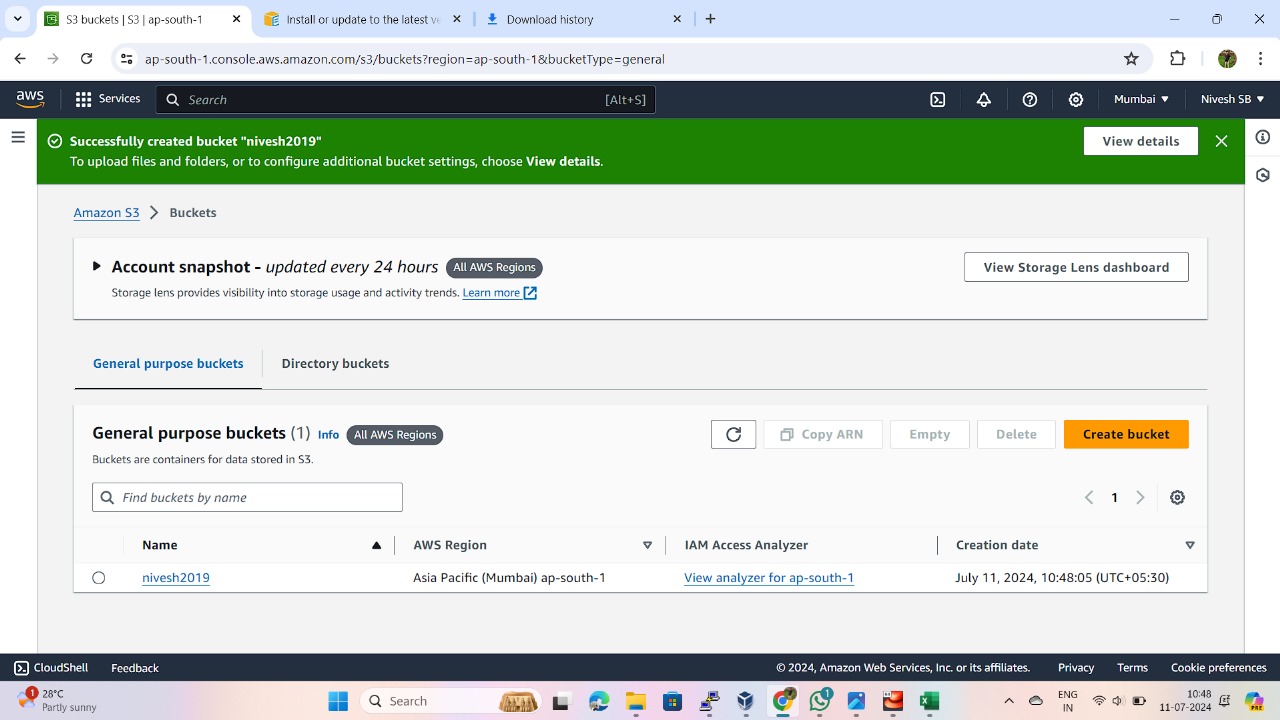 S3 buckets | S3 | ap-south-1
Install or update to the latest ve
Download history
ap-south-1.console.aws.amazon.com/s3/buckets?region=ap-south-1&bucketType=general
aws
Services
Search
[Alt+S]
Mumbai
Nivesh SB
Successfully created bucket "nivesh2019"
To upload files and folders, or to configure additional bucket settings, choose View details.
View details
Amazon S3
Buckets
Account snapshot - updated every 24 hours
All AWS Regions
Storage lens provides visibility into storage usage and activity trends. Learn more
View Storage Lens dashboard
General purpose buckets
Directory buckets
General purpose buckets (1) Info
All AWS Regions
Buckets are containers for data stored in S3.
Copy ARN
Empty
Delete
Create bucket
Find buckets by name
1
Name
AWS Region
IAM Access Analyzer
Creation date
nivesh2019
Asia Pacific (Mumbai) ap-south-1
View analyzer for ap-south-1
July 11, 2024, 10:48:05 (UTC+05:30)
CloudShell
Feedback
© 2024, Amazon Web Services, Inc. or its affiliates.
Privacy
Terms
Cookie preferences
1
28°C
Partly sunny
Search
1
ENG
IN
10:48
11-07-2024